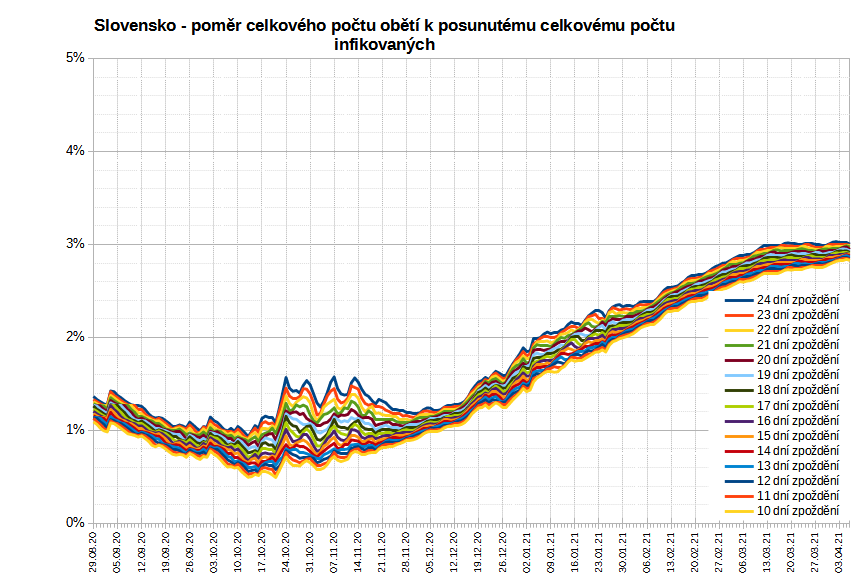 Slovensko - poměr celkového počtu obětí k posunutému celkovému počtu
infikovaných
5%
4%
3%
2%
1%
0%
24 dní zpoždění
23 dní zpoždění
22 dní zpoždění
21 dní zpoždění
20 dní zpoždění
19 dní zpoždění
18 dní zpoždění
17 dní zpoždění
16 dní zpoždění
15 dní zpoždění
14 dní zpoždění
13 dní zpoždění
12 dní zpoždění
11 dní zpoždění
10 dní zpoždění
29.08.20
05.09.20
12.09.20
19.09.20
26.09.20
03.10.20
10.10.20
17.10.20
24.10.20
31.10.20
07.11.20
14.11.20
21.11.20
28.11.20
05.12.20
12.12.20
19.12.20
26.12.20
02.01.21
09.01.21
16.01.21
23.01.21
30.01.21
06.02.21
13.02.21
20.02.21
27.02.21
06.03.21
13.03.21
20.03.21
27.03.21
03.04.21